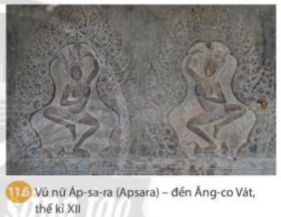 11.6 Vũ nữ Áp-sa-ra (Apsara) – đền Ăng-co Vát,
thế kỉ XII